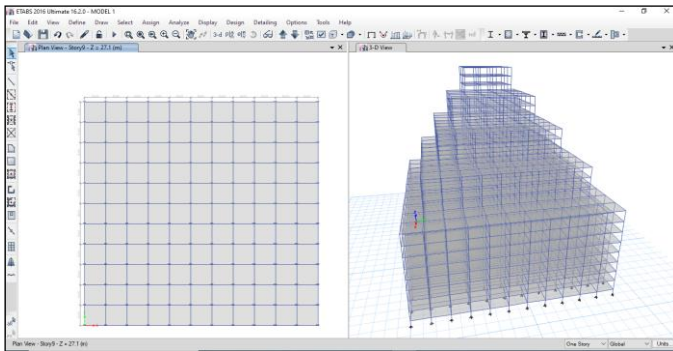 ETABS 2016 Ultimate 16.2.0 - MODEL 1
File Edit View Define Draw Select Assign Analyze Display Design Detailing Options Tools Help
Plan View - Story9 - Z = 27.1 (m)
3-D View
Plan View - Story9 - Z = 27.1 (m)
One Story
Global
Units